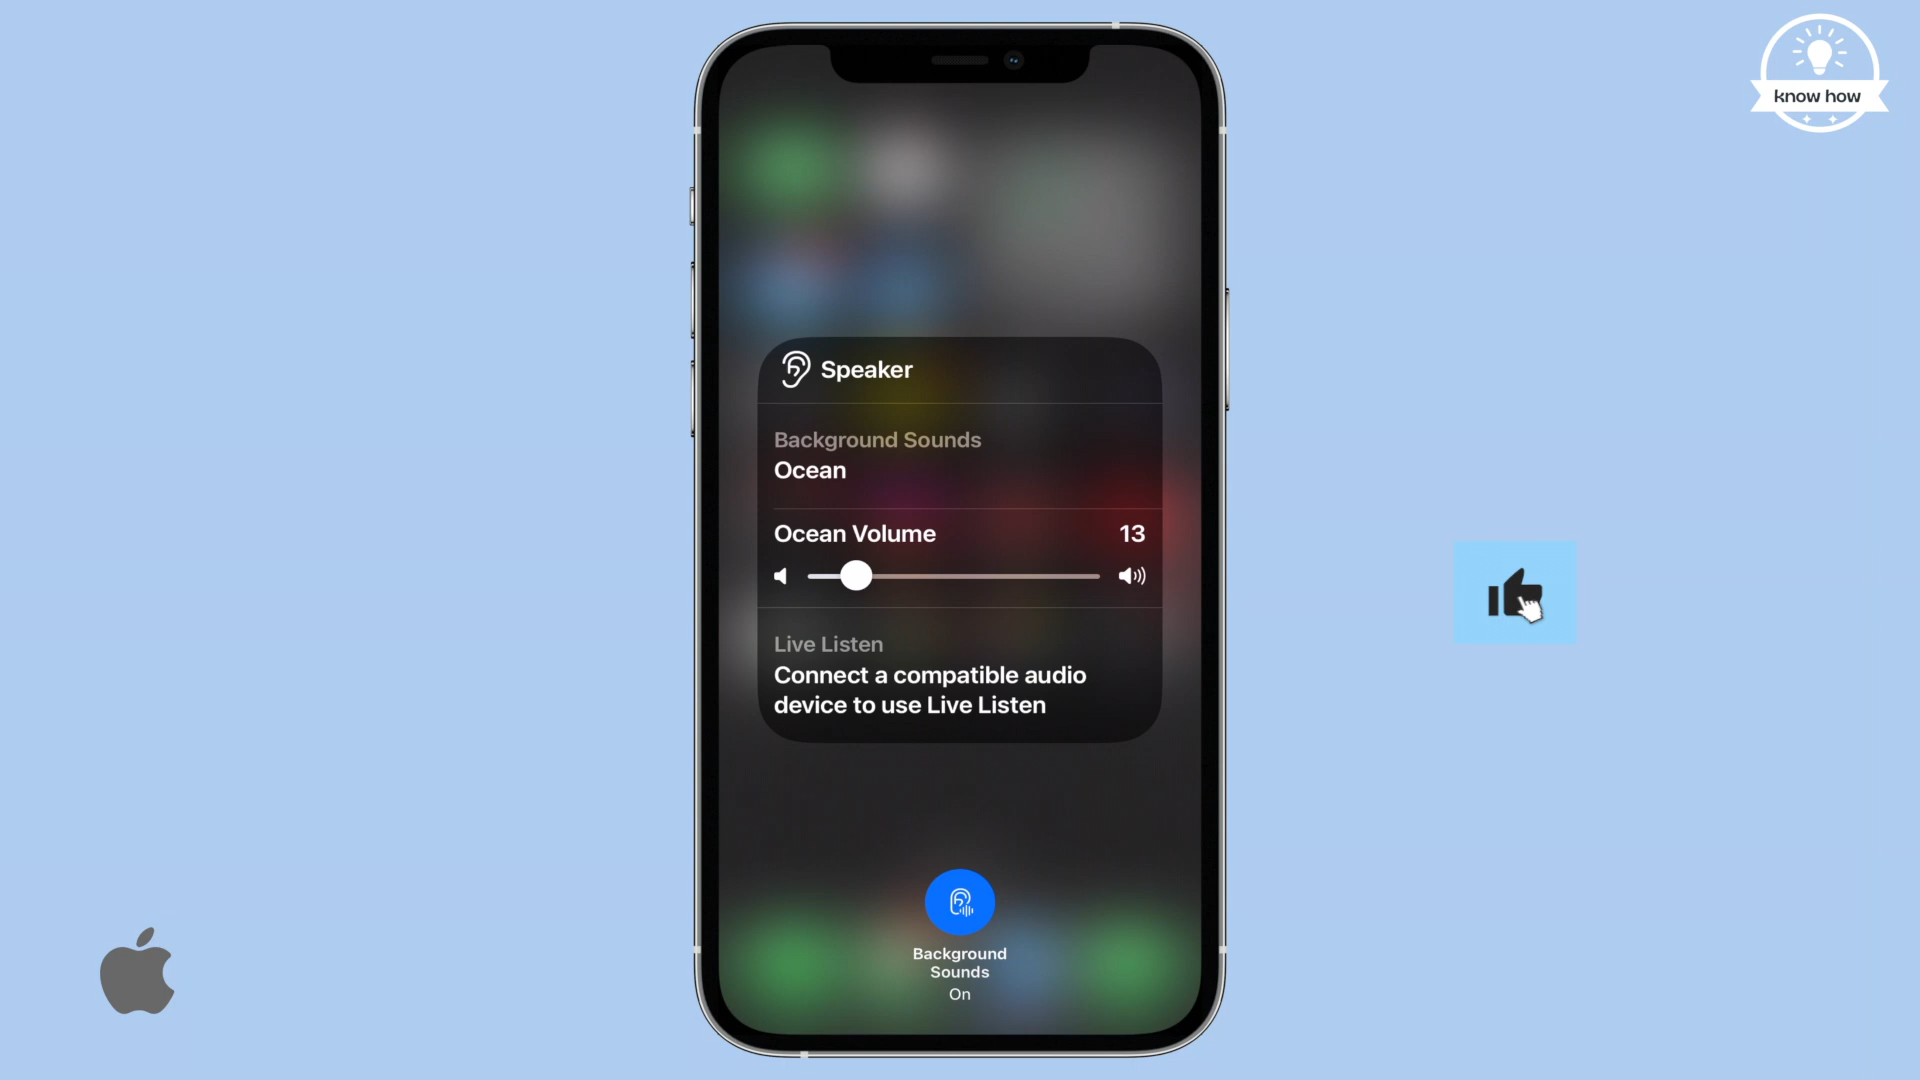 know how
Speaker
Background Sounds
Ocean
Ocean Volume 13
Live Listen
Connect a compatible audio
device to use Live Listen
Background
Sounds
On